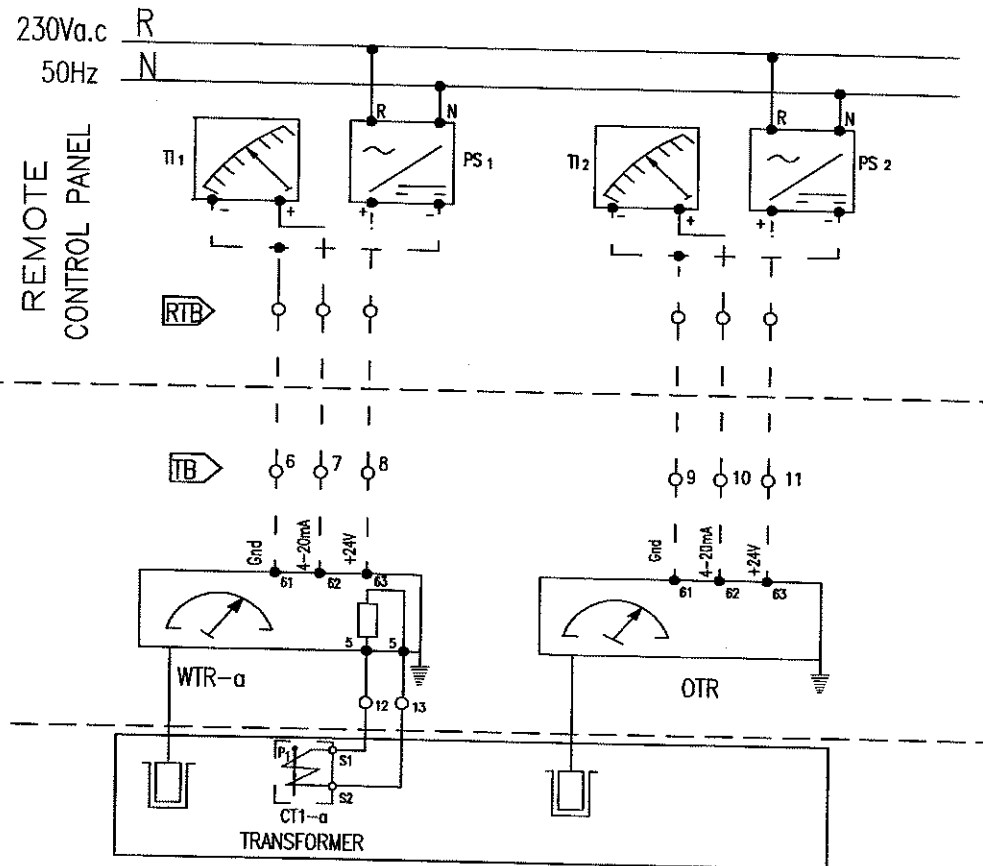 230Va.c R
50Hz N
REMOTE
CONTROL PANEL
R N
TI1 PS1
- +
+ -
R N
TI2 PS2
- +
+ -
RTB
TB 6 7 8
9 10 11
Gnd 4-20mA +24V
61 62 63
5 5
WTR-a
12 13
Gnd 4-20mA +24V
61 62 63
OTR
P1 S1
S2
CT1-a
TRANSFORMER